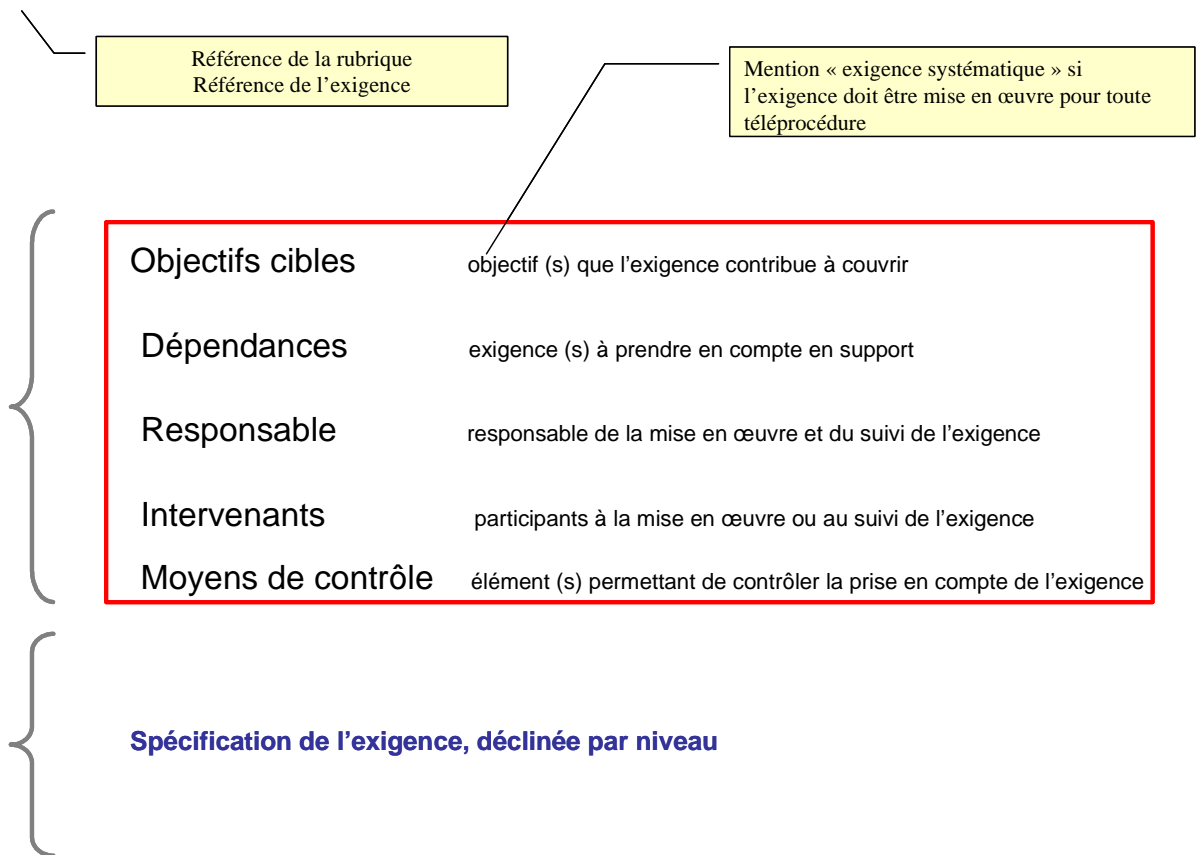 Référence de la rubrique
Référence de l’exigence
Mention « exigence systématique » si
l’exigence doit être mise en œuvre pour toute
téléprocédure
Objectifs cibles objectif (s) que l’exigence contribue à couvrir
Dépendances exigence (s) à prendre en compte en support
Responsable responsable de la mise en œuvre et du suivi de l’exigence
Intervenants participants à la mise en œuvre ou au suivi de l’exigence
Moyens de contrôle élément (s) permettant de contrôler la prise en compte de l’exigence
Spécification de l’exigence, déclinée par niveau